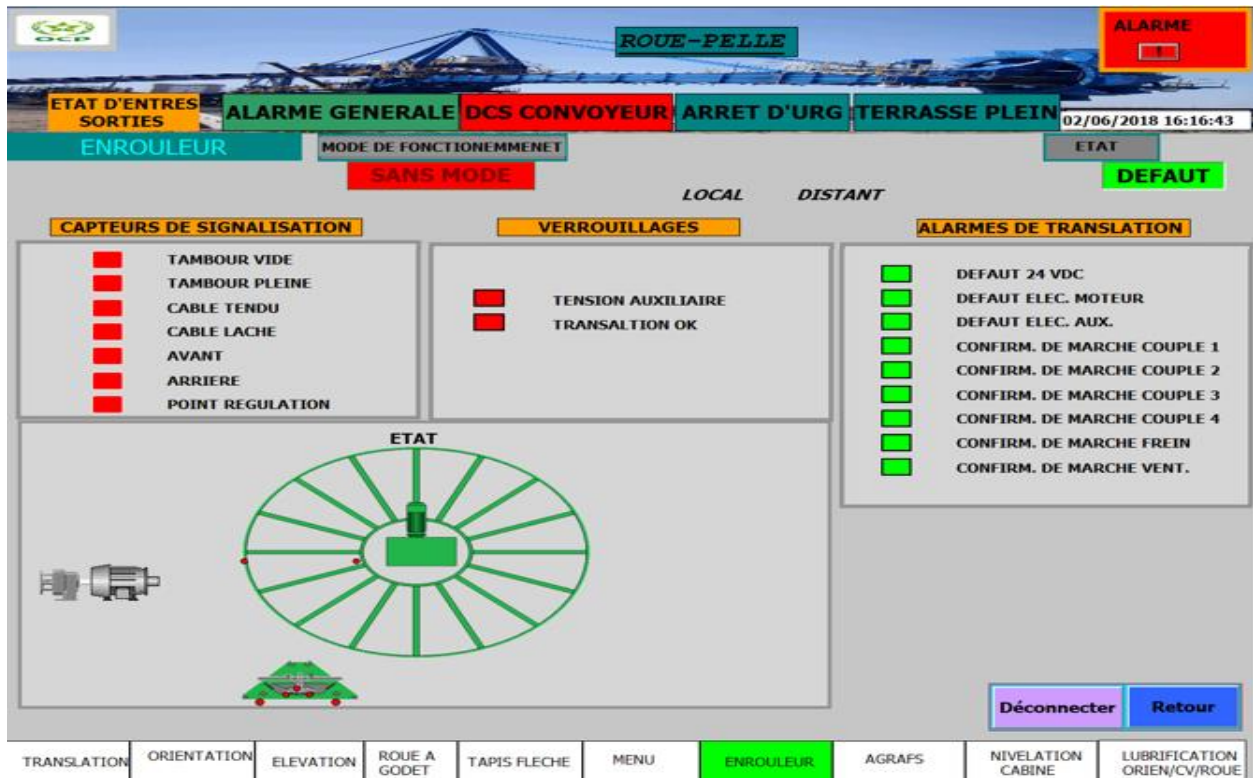 OCP
ROUE-PELLE
ALARME
!
ETAT D'ENTRES
SORTIES
ALARME GENERALE
DCS CONVOYEUR
ARRET D'URG
TERRASSE PLEIN
02/06/2018 16:16:43
ENROULEUR
MODE DE FONCTIONEMMENET
ETAT
SANS MODE
DEFAUT
LOCAL
DISTANT
CAPTEURS DE SIGNALISATION
TAMBOUR VIDE
TAMBOUR PLEINE
CABLE TENDU
CABLE LACHE
AVANT
ARRIERE
POINT REGULATION
VERROUILLAGES
TENSION AUXILIAIRE
TRANSALTION OK
ALARMES DE TRANSLATION
DEFAUT 24 VDC
DEFAUT ELEC. MOTEUR
DEFAUT ELEC. AUX.
CONFIRM. DE MARCHE COUPLE 1
CONFIRM. DE MARCHE COUPLE 2
CONFIRM. DE MARCHE COUPLE 3
CONFIRM. DE MARCHE COUPLE 4
CONFIRM. DE MARCHE FREIN
CONFIRM. DE MARCHE VENT.
ETAT
Déconnecter
Retour
TRANSLATION
ORIENTATION
ELEVATION
ROUE A
GODET
TAPIS FLECHE
MENU
ENROULEUR
AGRAFS
NIVELATION
CABINE
LUBRIFICATION
ORIEN/CV/ROUE